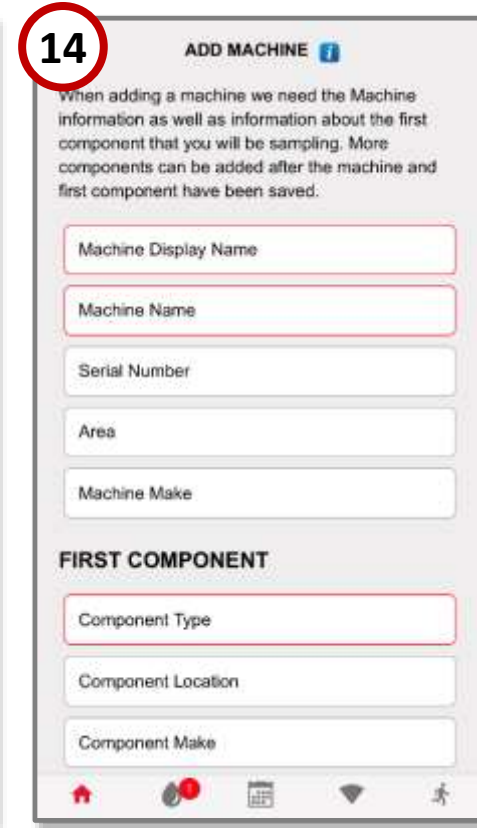 14
ADD MACHINE i
When adding a machine we need the Machine
information as well as information about the first
component that you will be sampling. More
components can be added after the machine and
first component have been saved.
Machine Display Name
Machine Name
Serial Number
Area
Machine Make
FIRST COMPONENT
Component Type
Component Location
Component Make